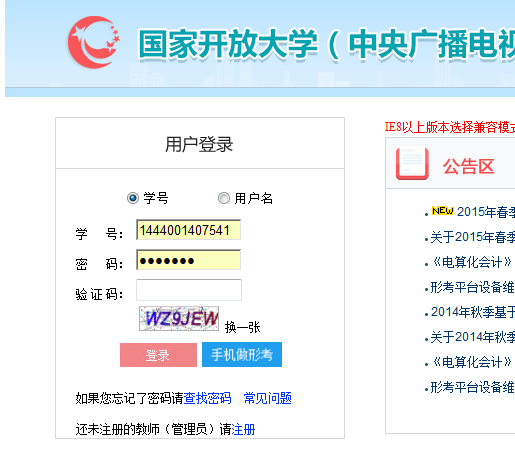 国家开放大学（中央广播电视
用户登录
学号 用户名
学 号： 1444001407541
密 码： ●●●●●●●
验证码：
WZ9JEW 换一张
登录 手机做形考
如果您忘记了密码请查找密码 常见问题
还未注册的教师（管理员）请注册
IE8以上版本选择兼容模式
公告区
NEW 2015年春季
关于2015年春季
《电算化会计》
形考平台设备维
2014年秋季基于
关于2014年秋季
《电算化会计》
形考平台设备维